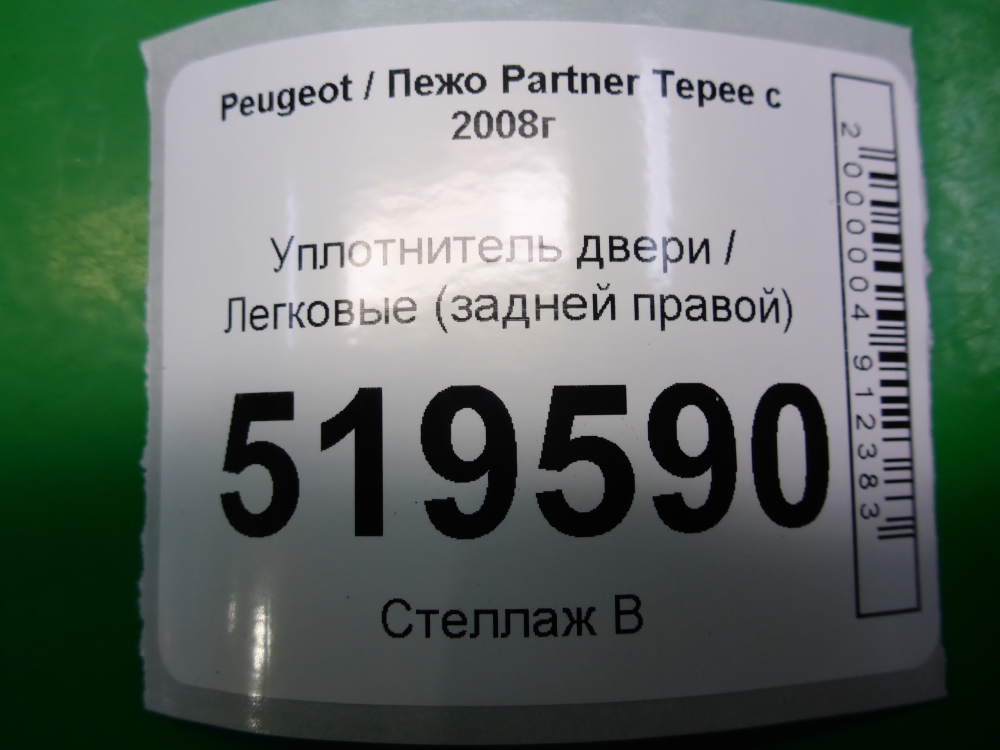 Peugeot / Пежо Partner Tepee с
2008г
Уплотнитель двери /
Легковые (задней правой)
519590
Стеллаж В
2000004912383